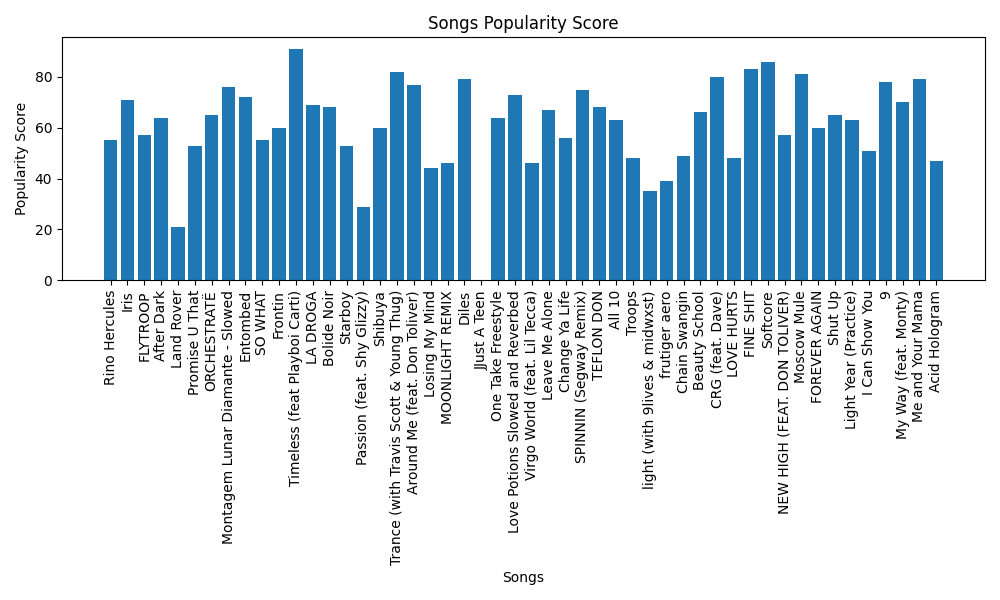 Songs Popularity Score
Popularity Score
80
60
40
20
0
Rino Hercules
Iris
FLYTROOP
After Dark
Land Rover
Promise U That
ORCHESTRATE
Montagem Lunar Diamante - Slowed
Entombed
SO WHAT
Frontin
Timeless (feat Playboi Carti)
LA DROGA
Bolide Noir
Starboy
Passion (feat. Shy Glizzy)
Shibuya
Trance (with Travis Scott & Young Thug)
Around Me (feat. Don Toliver)
Losing My Mind
MOONLIGHT REMIX
Dies
JJust A Teen
One Take Freestyle
Love Potions Slowed and Reverbed
Virgo World (feat. Lil Tecca)
Leave Me Alone
Change Ya Life
SPINNIN (Segway Remix)
TEFLON DON
All 10
Troops
light (with 9lives & midwxst)
frutiger aero
Chain Swangin
Beauty School
CRG (feat. Dave)
LOVE HURTS
FINE SHIT
Softcore
NEW HIGH (FEAT. DON TOLIVER)
Moscow Mule
FOREVER AGAIN
Shut Up
Light Year (Practice)
I Can Show You
9
My Way (feat. Monty)
Me and Your Mama
Acid Hologram
Songs